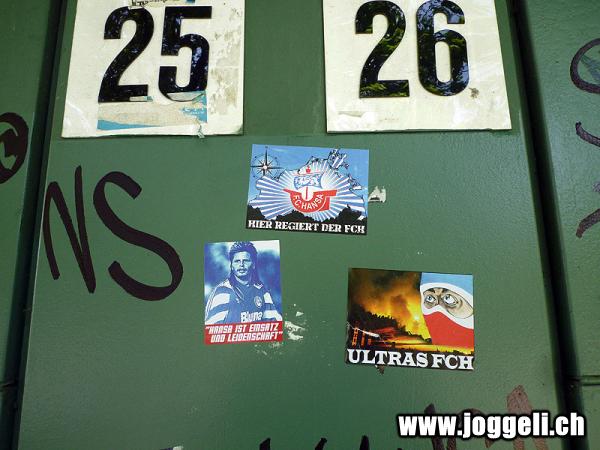 25
26
NS
F.C. HANSA
HIER REGIERT DER FCH
"HANSA IST EINSATZ
UND LEIDENSCHAFT"
ULTRAS FCH
www.joggeli.ch